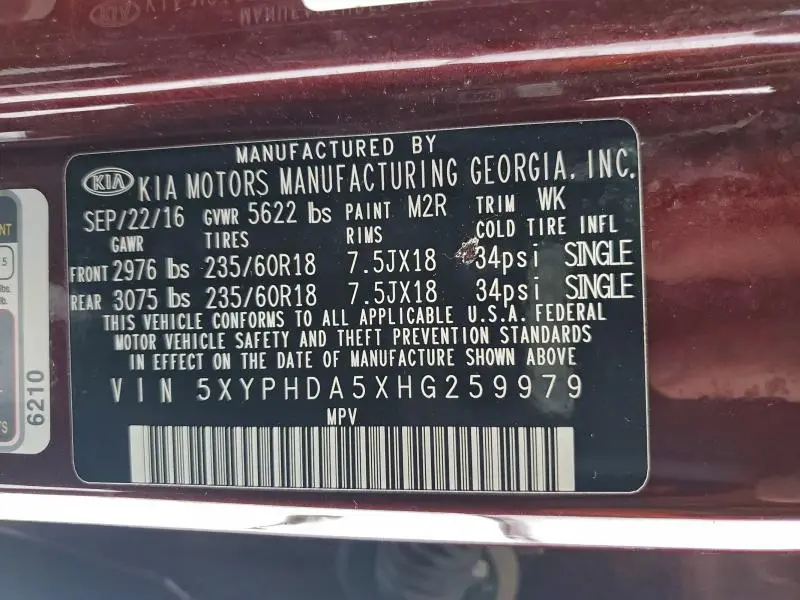 MANUFACTURED BY
KIA KIA MOTORS MANUFACTURING GEORGIA, INC.
SEP/22/16 GVWR 5622 lbs PAINT M2R TRIM WK
GAWR TIRES RIMS COLD TIRE INFL
FRONT 2976 lbs 235/60R18 7.5JX18 34psi SINGLE
REAR 3075 lbs 235/60R18 7.5JX18 34psi SINGLE
THIS VEHICLE CONFORMS TO ALL APPLICABLE U.S.A. FEDERAL
MOTOR VEHICLE SAFETY AND THEFT PREVENTION STANDARDS
IN EFFECT ON THE DATE OF MANUFACTURE SHOWN ABOVE
VIN 5XYPHDA5XHG259979
MPV
6210